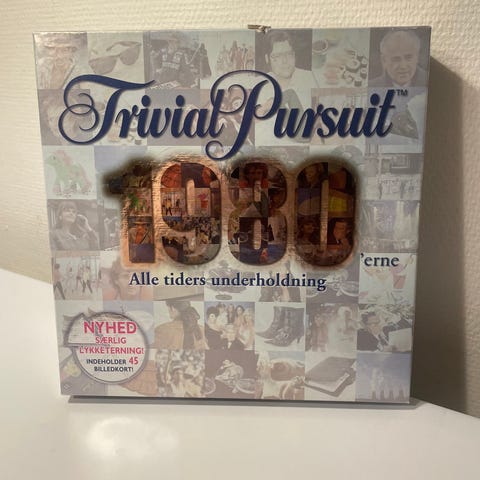 Trivial Pursuit™
1980
'erne
Alle tiders underholdning
NYHED
SÆRLIG
LYKKETERNING!
INDEHOLDER 45
BILLEDKORT!